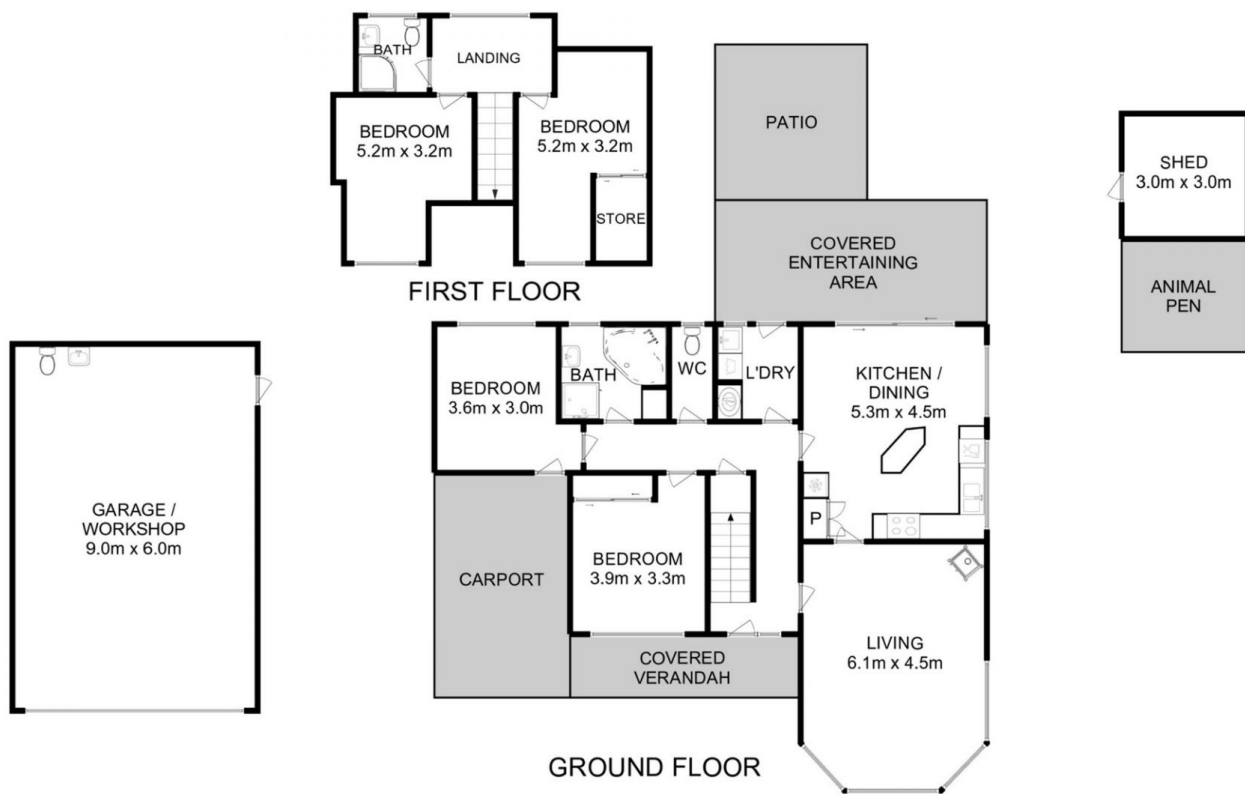 BATH
LANDING
BEDROOM
5.2m x 3.2m
BEDROOM
5.2m x 3.2m
STORE
FIRST FLOOR
PATIO
COVERED
ENTERTAINING
AREA
SHED
3.0m x 3.0m
ANIMAL
PEN
GARAGE /
WORKSHOP
9.0m x 6.0m
BEDROOM
3.6m x 3.0m
BATH
WC
L'DRY
KITCHEN /
DINING
5.3m x 4.5m
P
CARPORT
BEDROOM
3.9m x 3.3m
COVERED
VERANDAH
LIVING
6.1m x 4.5m
GROUND FLOOR